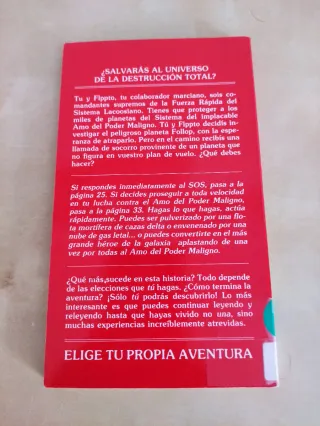 ¿SALVARÁS AL UNIVERSO
DE LA DESTRUCCIÓN TOTAL?
Tu y Flppto, tu colaborador marciano, sois co-
mandantes supremos de la Fuerza Rápida del
Sistema Lacoosiano. Tienes que proteger a los
miles de planetas del Sistema del implacable
Amo del Poder Maligno. Tú y Flppto decidís in-
vestigar el peligroso planeta Follop, con la espe-
ranza de atraparlo. Pero en el camino recibís una
llamada de socorro proveniente de un planeta que
no figura en vuestro plan de vuelo. ¿Qué debes
hacer?
Si respondes inmediatamente al SOS, pasa a la
página 25. Si decides proseguir a toda velocidad
en tu lucha contra el Amo del Poder Maligno,
pasa a la página 33. Hagas lo que hagas, actúa
rápidamente. Puedes ser pulverizado por una flo-
ta mortífera de cazas delta o envenenado por una
nube de gas letal... o puedes convertirte en el más
grande héroe de la galaxia aplastando de una
vez por todas al Amo del Poder Maligno.
¿Qué más sucede en esta historia? Todo depende
de las elecciones que tú hagas. ¿Cómo termina la
aventura? ¡Sólo tú podrás descubrirlo! Lo más
interesante es que puedes continuar leyendo y
releyendo hasta que hayas vivido no una, sino
muchas experiencias increíblemente atrevidas.
ELIGE TU PROPIA AVENTURA